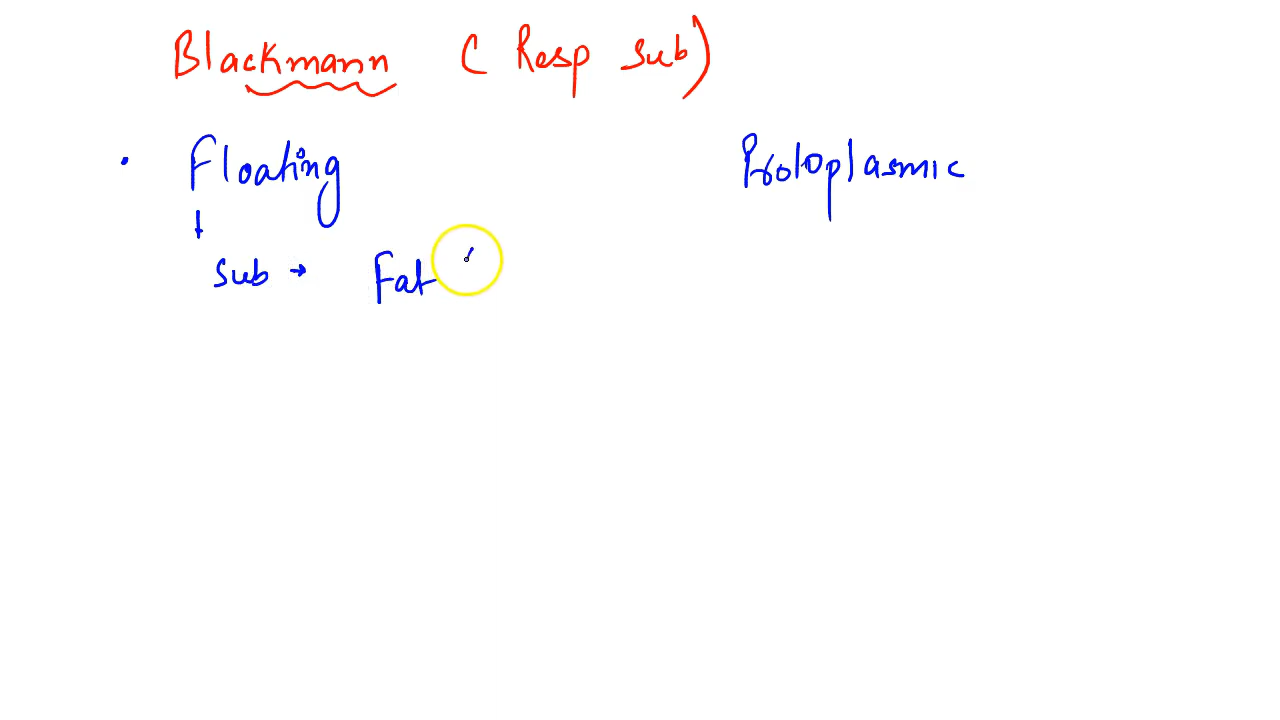 Blackmann ( Resp Sub)
• Floating Protoplasmic
Sub → Fat